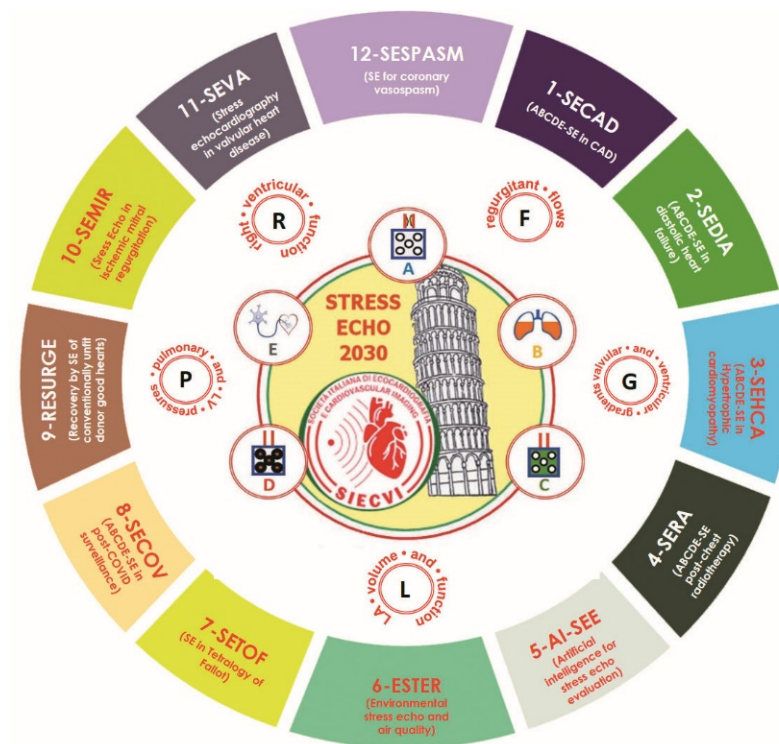 12-SESPASM
(SE for coronary
vasospasm)
1-SECAD
(ABCDE-SE in CAD)
2-SEDIA
(ABCDE-SE in
diastolic heart
failure)
3-SEHCA
(ABCDE-SE in
Hypertrophic
cardiomyopathy)
4-SERA
(ABCDE-SE
post-chest
radiotherapy)
5-AI-SEE
(Artificial
intelligence for
stress echo
evaluation)
6-ESTER
(Environmental
stress echo and
air quality)
7-SETOF
(SE in Tetralogy of
Fallot)
8-SECOV
(ABCDE-SE in
post-COVID
surveillance)
9-RESURGE
(Recovery by SE of
conventionally unfit
donor good hearts)
10-SEMIR
(Sress Echo in
ischemic mitral
regurgitation)
11-SEVA
(Stress
echocardiography
in valvular heart
disease)
right • ventricular • function
R
regurgitant • flows
F
gradients valvular • and • ventricular
G
LA • volume • and • function
L
pulmonary • and • LV • pressures
P
A
B
C
D
E
STRESS
ECHO
2030
SOCIETÀ ITALIANA DI ECOCARDIOGRAFIA
E CARDIOVASCULAR IMAGING
SIECVI